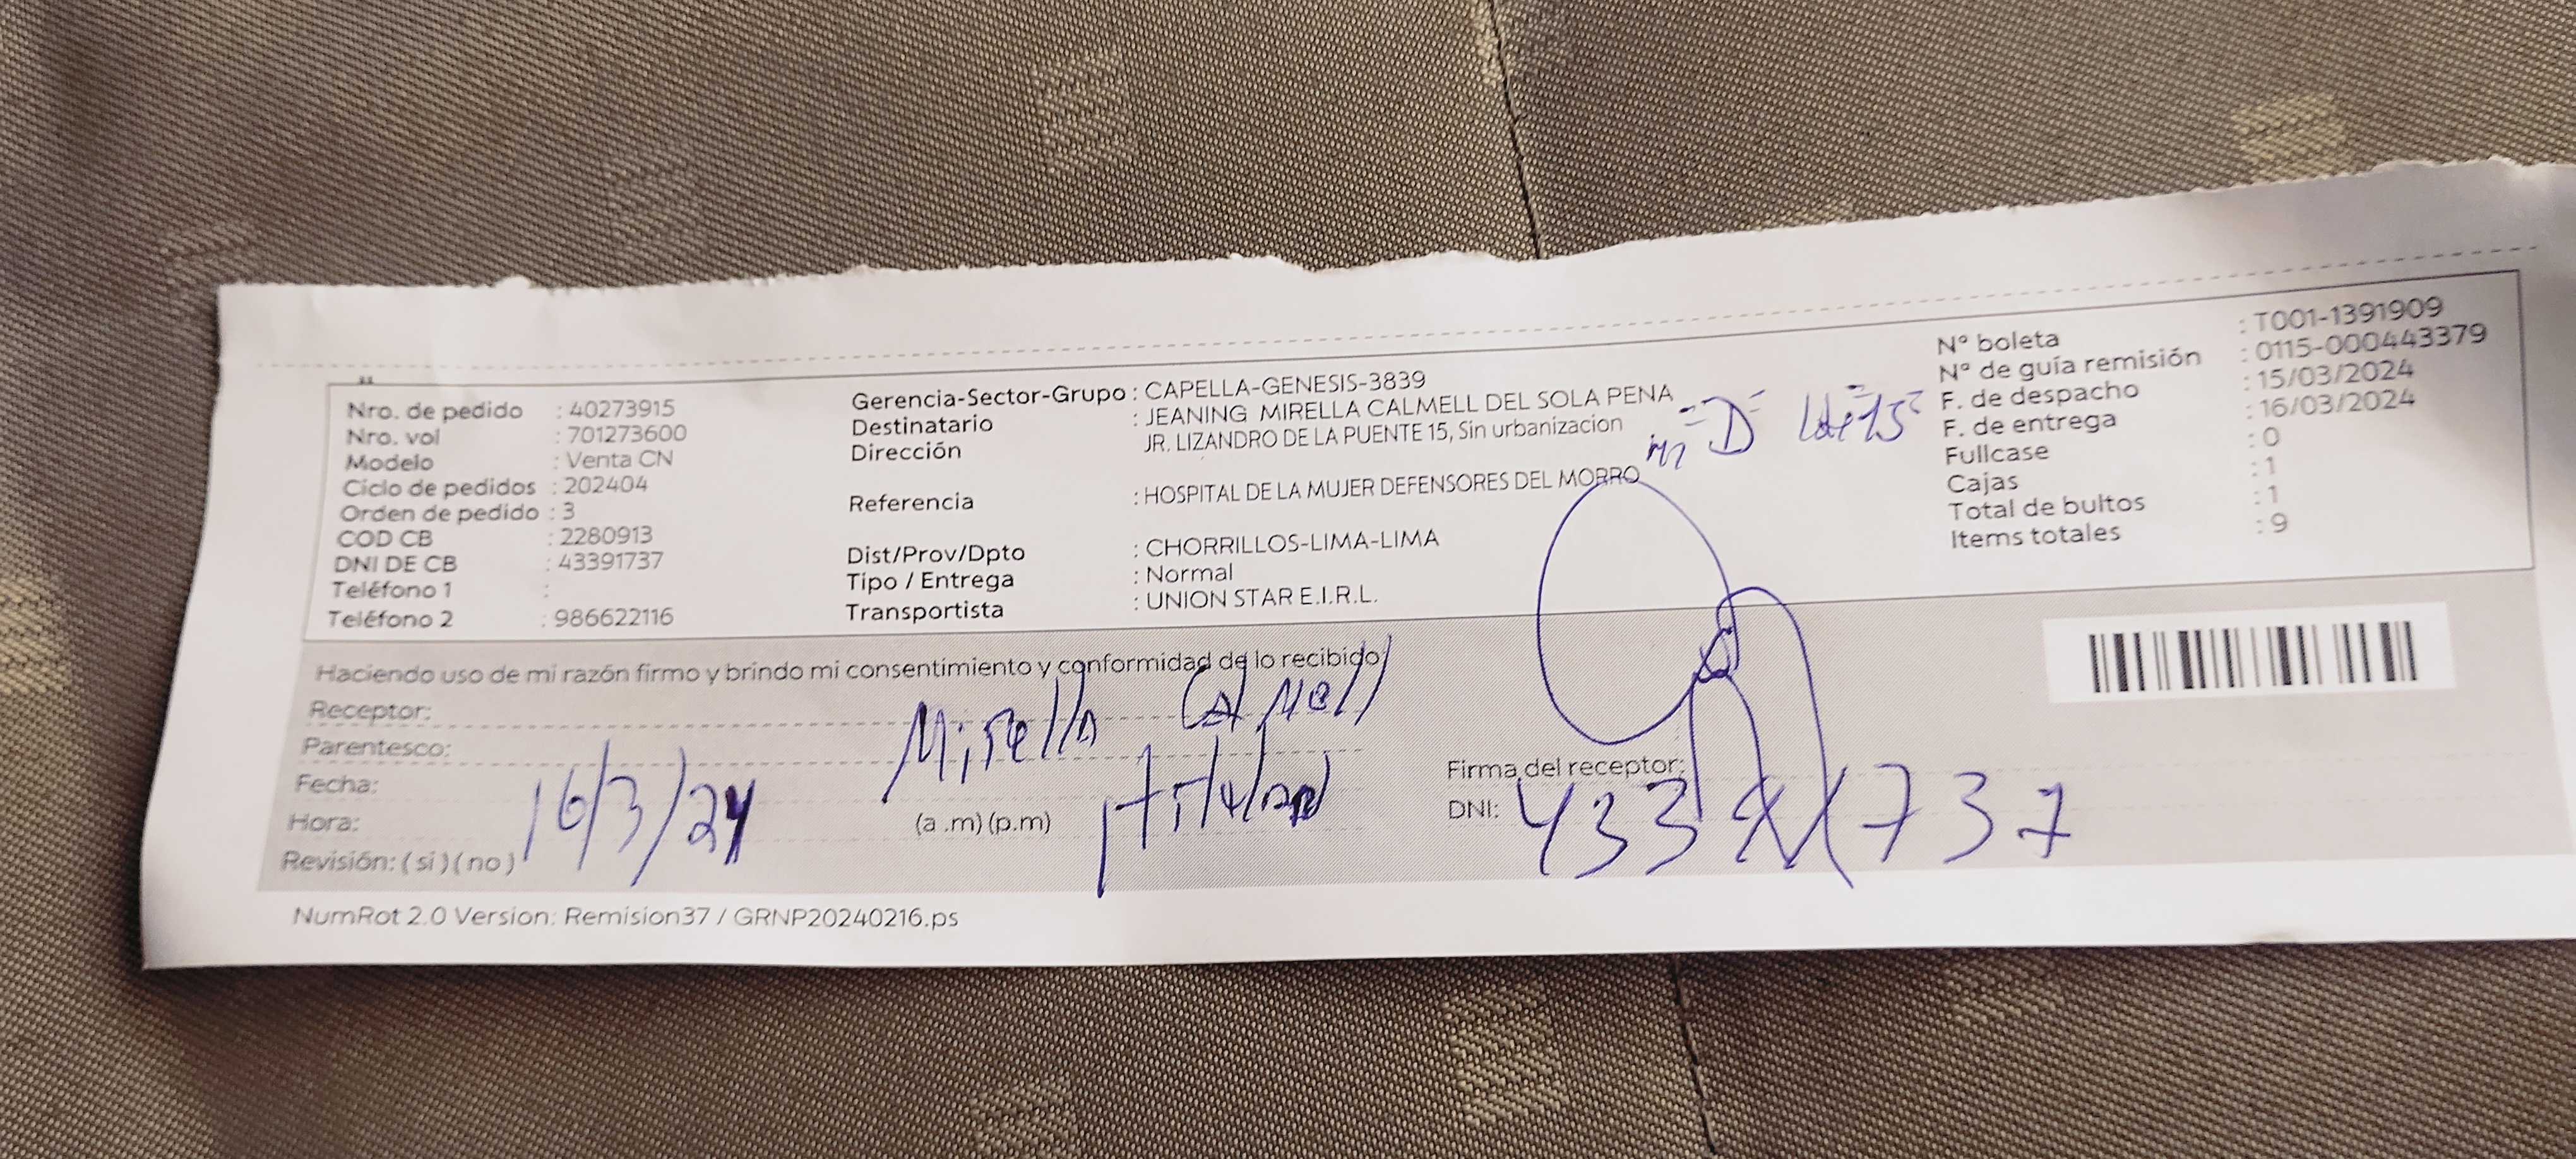 Nro. de pedido : 40273915
Nro. vol : 701273600
Modelo : Venta CN
Ciclo de pedidos : 202404
Orden de pedido : 3
COD CB : 2280913
DNI DE CB : 43391737
Teléfono 1 :
Teléfono 2 : 986622116
Gerencia-Sector-Grupo : CAPELLA-GENESIS-3839
Destinatario : JEANING MIRELLA CALMELL DEL SOLA PENA
Dirección JR. LIZANDRO DE LA PUENTE 15, Sin urbanizacion
Referencia : HOSPITAL DE LA MUJER DEFENSORES DEL MORRO
Dist/Prov/Dpto : CHORRILLOS-LIMA-LIMA
Tipo / Entrega : Normal
Transportista : UNION STAR E.I.R.L.
Mz D Lote 15
N° boleta : T001-1391909
N° de guía remisión : 0115-000443379
F. de despacho : 15/03/2024
F. de entrega : 16/03/2024
Fullcase : 0
Cajas : 1
Total de bultos : 1
Items totales : 9
Haciendo uso de mi razón firmo y brindo mi consentimiento y conformidad de lo recibido
Receptor: Mirella Calmell
Parentesco: titular
Fecha: 16/3/24
Hora: (a .m) (p.m)
Revisión: ( si ) ( no )
Firma del receptor:
DNI: 43391737
NumRot 2.0 Version: Remision37 / GRNP20240216.ps